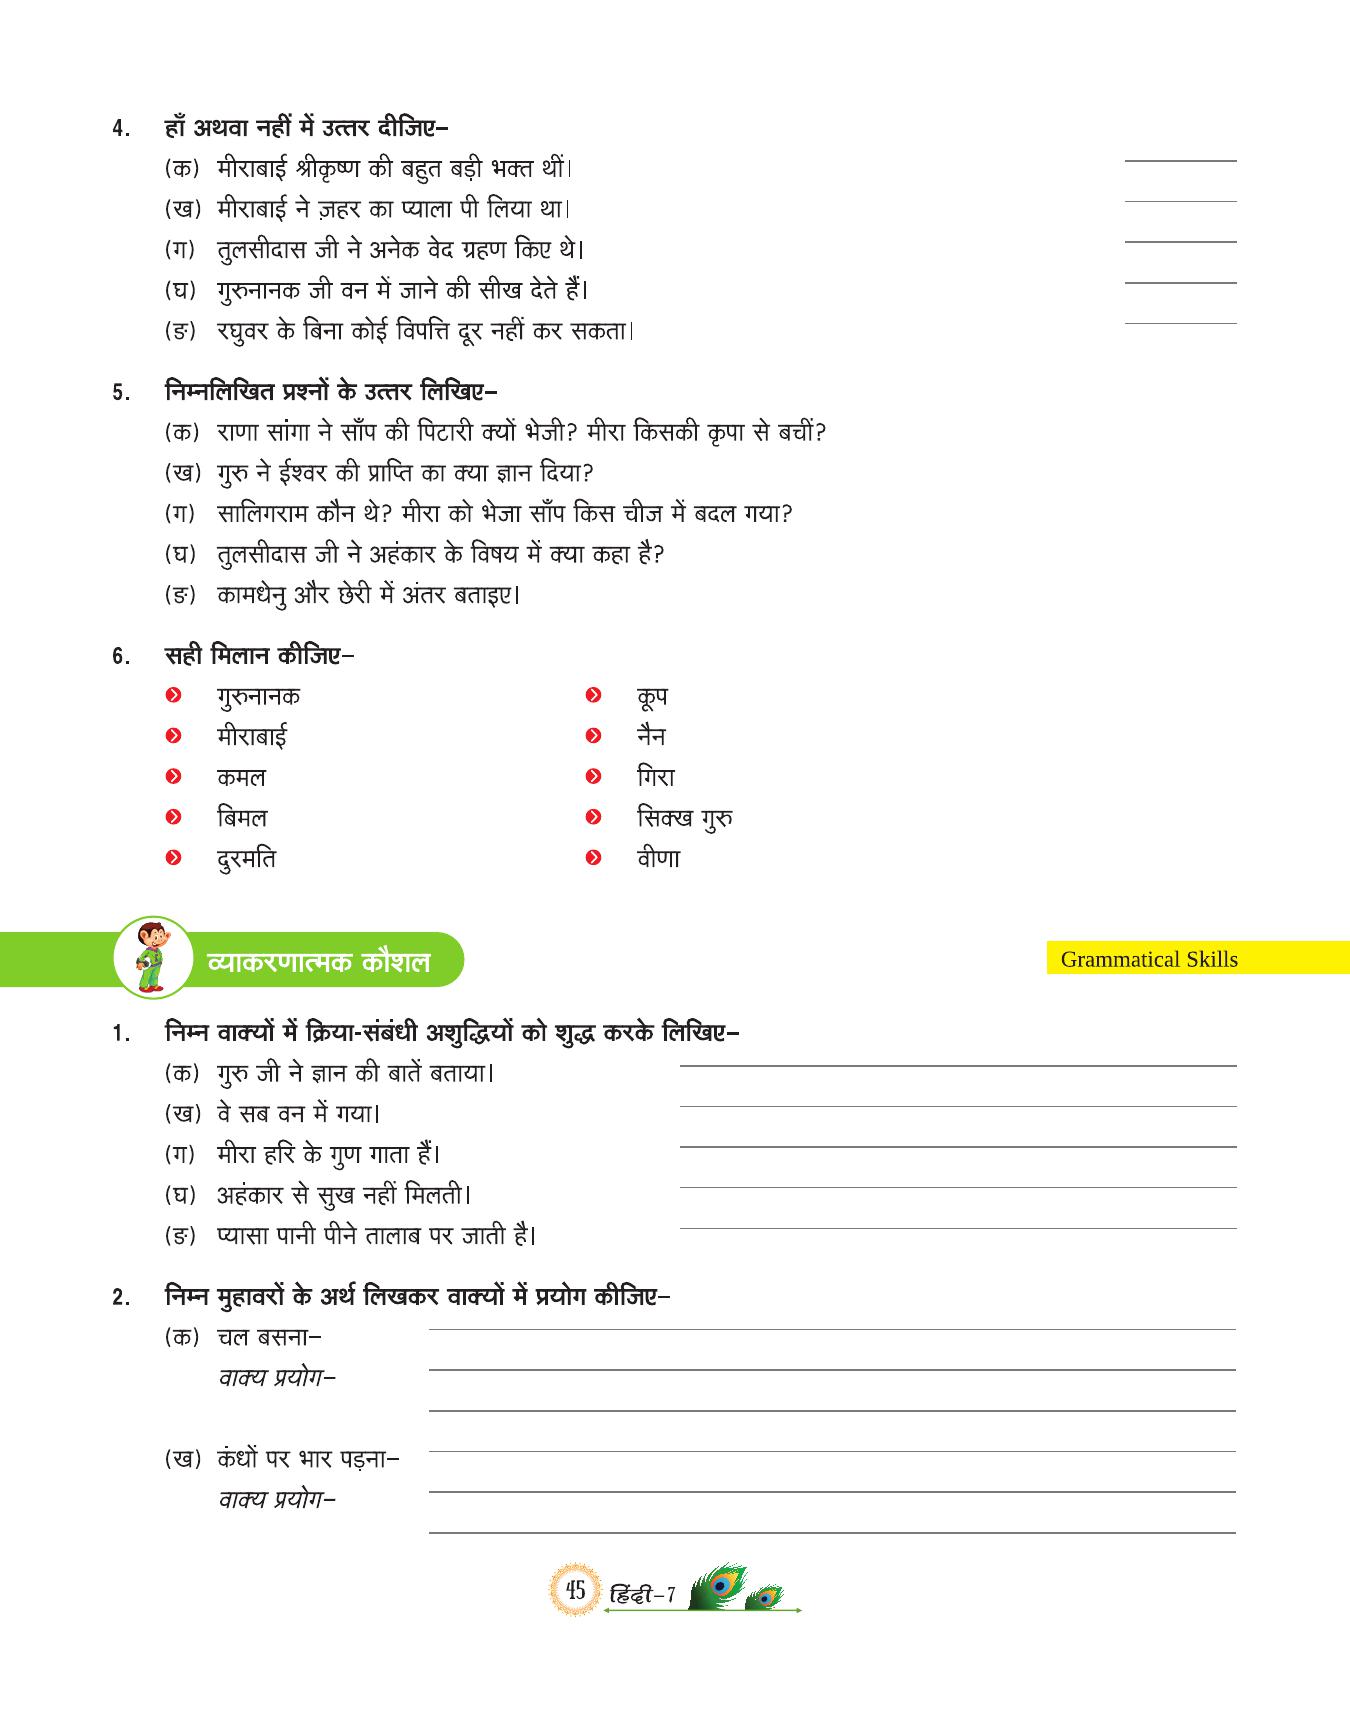 4. हाँ अथवा नहीं में उत्तर दीजिए–
(क) मीराबाई श्रीकृष्ण की बहुत बड़ी भक्त थीं।
(ख) मीराबाई ने ज़हर का प्याला पी लिया था।
(ग) तुलसीदास जी ने अनेक वेद ग्रहण किए थे।
(घ) गुरुनानक जी वन में जाने की सीख देते हैं।
(ङ) रघुवर के बिना कोई विपत्ति दूर नहीं कर सकता।
5. निम्नलिखित प्रश्नों के उत्तर लिखिए–
(क) राणा सांगा ने साँप की पिटारी क्यों भेजी? मीरा किसकी कृपा से बचीं?
(ख) गुरु ने ईश्वर की प्राप्ति का क्या ज्ञान दिया?
(ग) सालिगराम कौन थे? मीरा को भेजा साँप किस चीज में बदल गया?
(घ) तुलसीदास जी ने अहंकार के विषय में क्या कहा है?
(ङ) कामधेनु और छेरी में अंतर बताइए।
6. सही मिलान कीजिए–
गुरुनानक कूप
मीराबाई नैन
कमल गिरा
बिमल सिक्ख गुरु
दुरमति वीणा
व्याकरणात्मक कौशल Grammatical Skills
1. निम्न वाक्यों में क्रिया-संबंधी अशुद्धियों को शुद्ध करके लिखिए–
(क) गुरु जी ने ज्ञान की बातें बताया।
(ख) वे सब वन में गया।
(ग) मीरा हरि के गुण गाता हैं।
(घ) अहंकार से सुख नहीं मिलती।
(ङ) प्यासा पानी पीने तालाब पर जाती है।
2. निम्न मुहावरों के अर्थ लिखकर वाक्यों में प्रयोग कीजिए–
(क) चल बसना–
वाक्य प्रयोग–
(ख) कंधों पर भार पड़ना–
वाक्य प्रयोग–
45 हिंदी–7